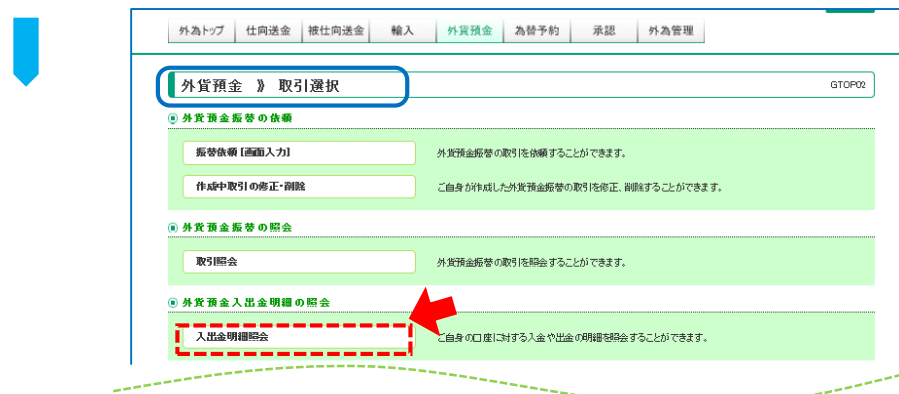 外為トップ 仕向送金 被仕向送金 輸入 外貨預金 為替予約 承認 外為管理
外貨預金 》 取引選択 GTOP02
外貨預金振替の依頼
振替依頼[画面入力] 外貨預金振替の取引を依頼することができます。
作成中取引の修正・削除 ご自身が作成した外貨預金振替の取引を修正、削除することができます。
外貨預金振替の照会
取引照会 外貨預金振替の取引を照会することができます。
外貨預金入出金明細の照会
入出金明細照会 ご自身の口座に対する入金や出金の明細を照会することができます。